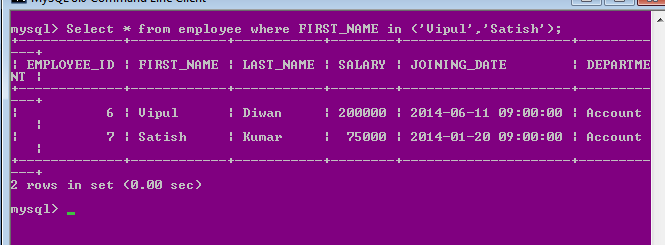 MySQL 8.0 Command Line Client
mysql> Select * from employee where FIRST_NAME in ('Vipul','Satish');
+-------------+------------+-----------+--------+---------------------+---------
---+
| EMPLOYEE_ID | FIRST_NAME | LAST_NAME | SALARY | JOINING_DATE        | DEPARTME
NT |
+-------------+------------+-----------+--------+---------------------+---------
---+
|           6 | Vipul      | Diwan     | 200000 | 2014-06-11 09:00:00 | Account
   |
|           7 | Satish     | Kumar     |  75000 | 2014-01-20 09:00:00 | Account
   |
+-------------+------------+-----------+--------+---------------------+---------
---+
2 rows in set (0.00 sec)
mysql> _